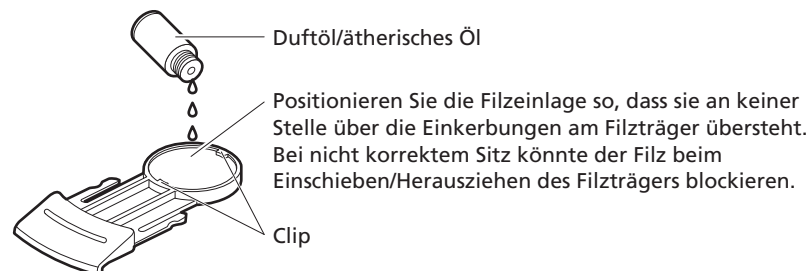 Duftöl/ätherisches Öl
Positionieren Sie die Filzeinlage so, dass sie an keiner
Stelle über die Einkerbungen am Filzträger übersteht.
Bei nicht korrektem Sitz könnte der Filz beim
Einschieben/Herausziehen des Filzträgers blockieren.
Clip